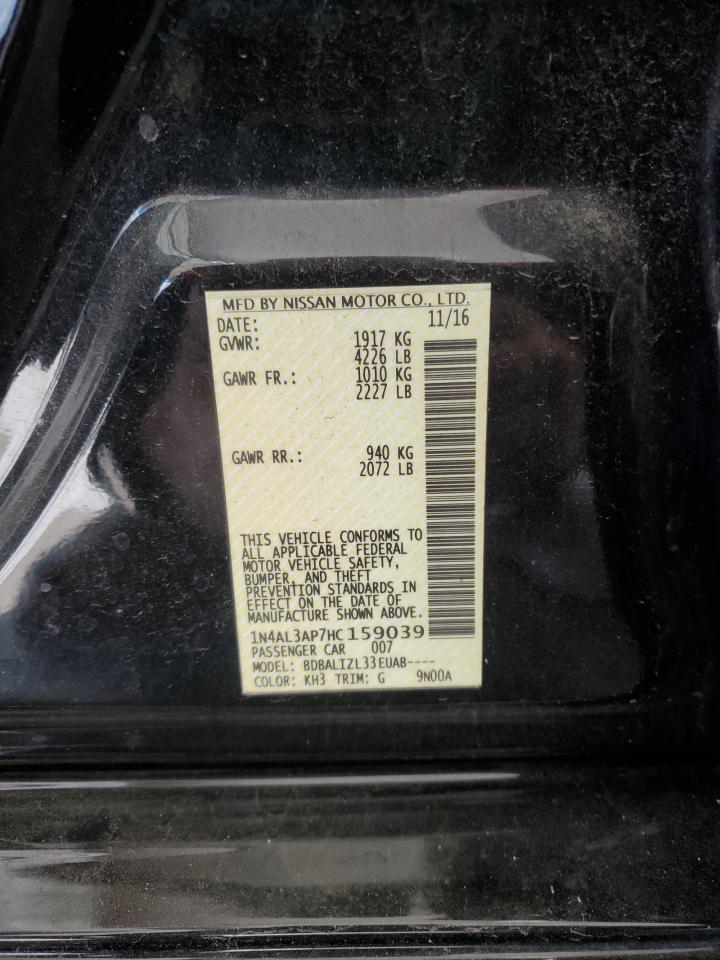 MFD BY NISSAN MOTOR CO., LTD.
DATE: 11/16
GVWR: 1917 KG
4226 LB
GAWR FR.: 1010 KG
2227 LB
GAWR RR.: 940 KG
2072 LB
THIS VEHICLE CONFORMS TO
ALL APPLICABLE FEDERAL
MOTOR VEHICLE SAFETY,
BUMPER, AND THEFT
PREVENTION STANDARDS IN
EFFECT ON THE DATE OF
MANUFACTURE SHOWN ABOVE.
1N4AL3AP7HC159039
PASSENGER CAR 007
MODEL: BDBALIZL33EUAB----
COLOR: KH3 TRIM: G 9N00A